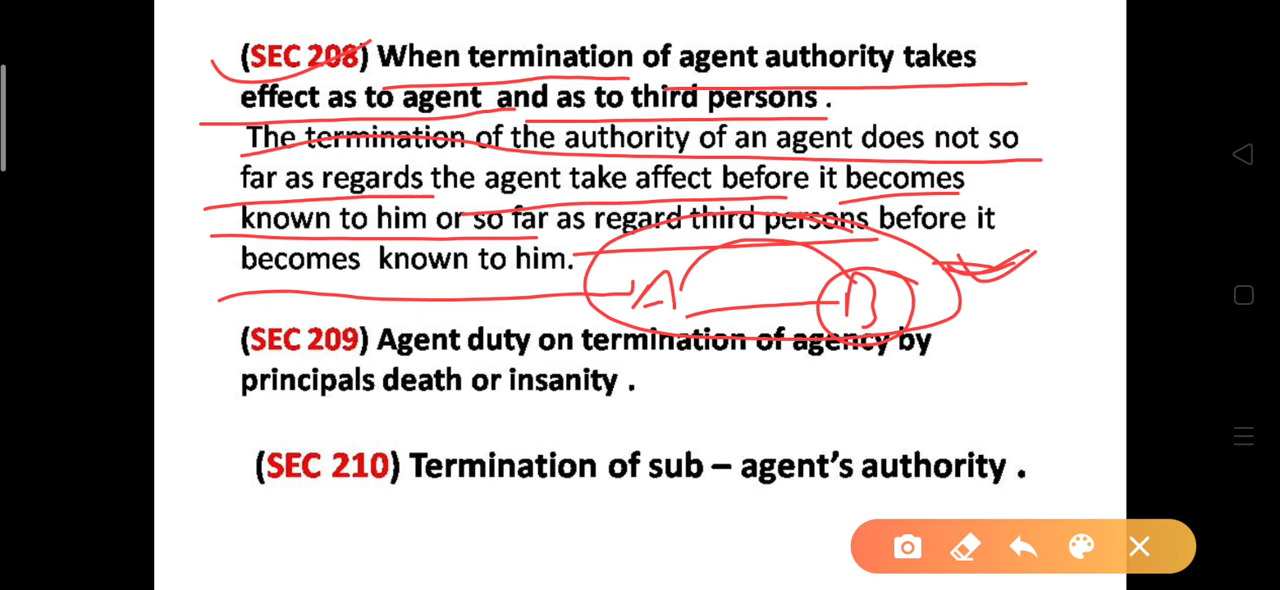 (SEC 208) When termination of agent authority takes
effect as to agent and as to third persons .
The termination of the authority of an agent does not so
far as regards the agent take affect before it becomes
known to him or so far as regard third persons before it
becomes known to him.
A B
(SEC 209) Agent duty on termination of agency by
principals death or insanity .
(SEC 210) Termination of sub – agent's authority .